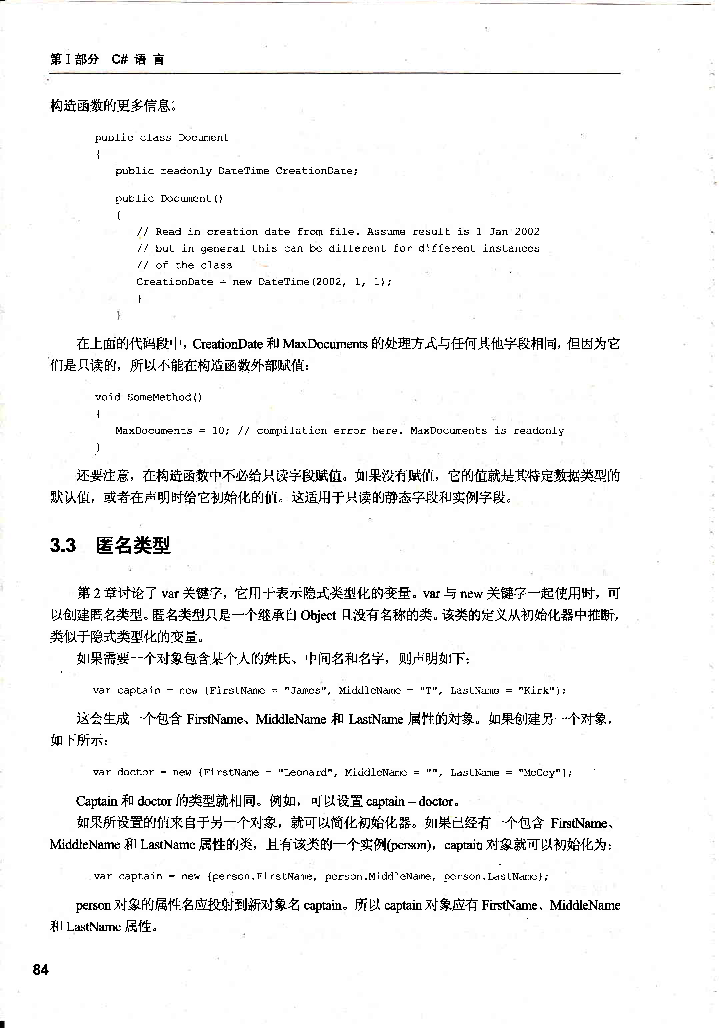 第 I 部分 C# 语 言
构造函数的更多信息。
public class Document
{
public readonly DateTime CreationDate;
public Document()
{
// Read in creation date from file. Assume result is 1 Jan 2002
// but in general this can be different for different instances
// of the class
CreationDate = new DateTime(2002, 1, 1);
}
}
在上面的代码段中，CreationDate 和 MaxDocuments 的处理方式与任何其他字段相同，但因为它
们是只读的，所以不能在构造函数外部赋值：
void SomeMethod()
{
MaxDocuments = 10; // compilation error here. MaxDocuments is readonly
}
还要注意，在构造函数中不必给只读字段赋值。如果没有赋值，它的值就是其特定数据类型的
默认值，或者在声明时给它初始化的值。这适用于只读的静态字段和实例字段。
3.3 匿名类型
第 2 章讨论了 var 关键字，它用于表示隐式类型化的变量。var 与 new 关键字一起使用时，可
以创建匿名类型。匿名类型只是一个继承自 Object 且没有名称的类。该类的定义从初始化器中推断，
类似于隐式类型化的变量。
如果需要一个对象包含某个人的姓氏、中间名和名字，则声明如下：
var captain = new {FirstName = "James", MiddleName = "T", LastName = "Kirk"};
这会生成一个包含 FirstName、MiddleName 和 LastName 属性的对象。如果创建另一个对象，
如下所示：
var doctor = new {FirstName = "Leonard", MiddleName = "", LastName = "McCoy"};
Captain 和 doctor 的类型就相同。例如，可以设置 captain = doctor。
如果所设置的值来自于另一个对象，就可以简化初始化器。如果已经有一个包含 FirstName、
MiddleName 和 LastName 属性的类，且有该类的一个实例(person)，captain 对象就可以初始化为：
var captain = new {person.FirstName, person.MiddleName, person.LastName};
person 对象的属性名应投射到新对象名 captain。所以 captain 对象应有 FirstName、MiddleName
和 LastName 属性。
84